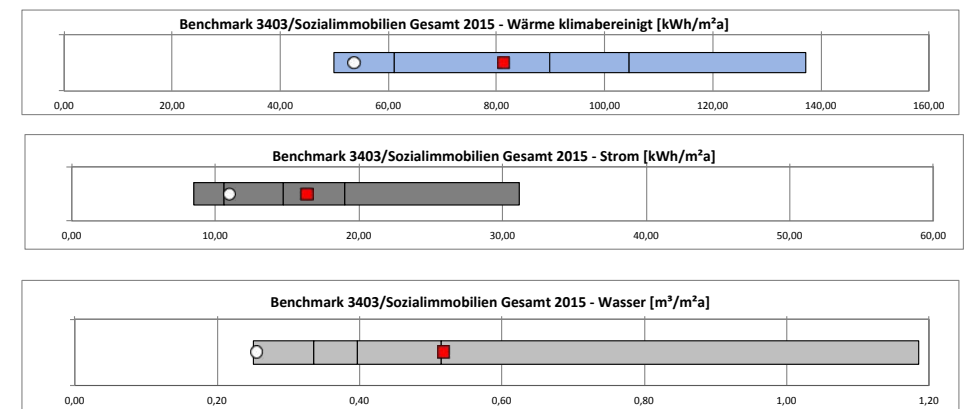 Benchmark 3403/Sozialimmobilien Gesamt 2015 - Wärme klimabereinigt [kWh/m²a]
0,00 20,00 40,00 60,00 80,00 100,00 120,00 140,00 160,00
Benchmark 3403/Sozialimmobilien Gesamt 2015 - Strom [kWh/m²a]
0,00 10,00 20,00 30,00 40,00 50,00 60,00
Benchmark 3403/Sozialimmobilien Gesamt 2015 - Wasser [m³/m²a]
0,00 0,20 0,40 0,60 0,80 1,00 1,20